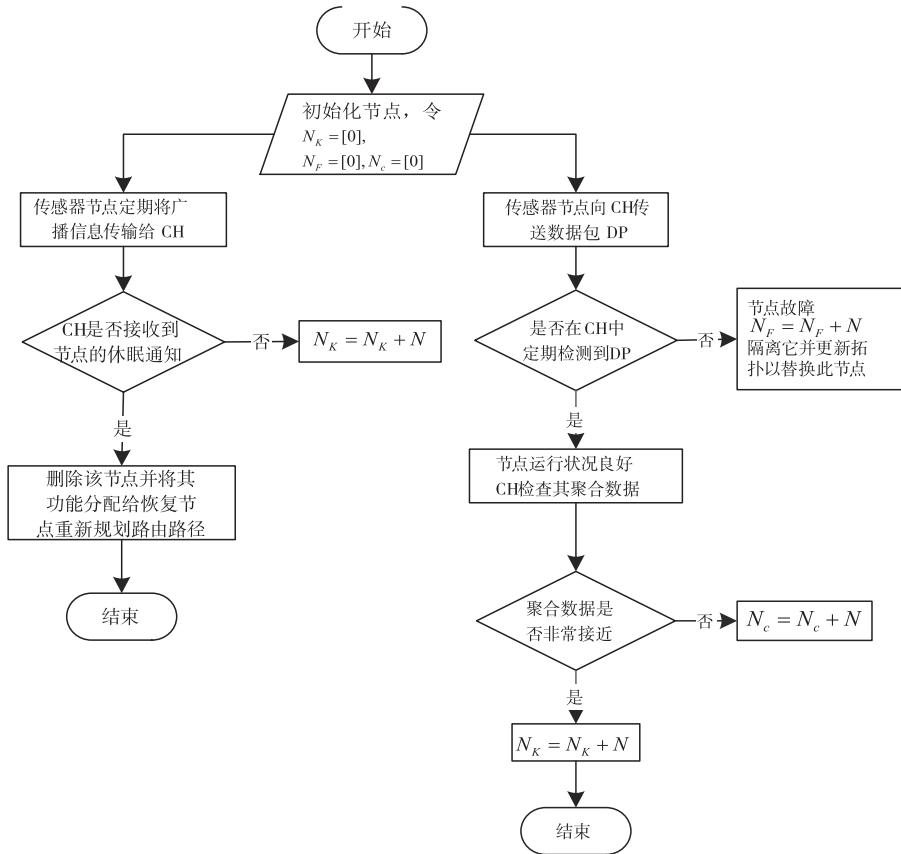 开始
初始化节点，令
N_K=[0],
N_F=[0],N_c=[0]
传感器节点定期将广
播信息传输给 CH
CH是否接收到
节点的休眠通知
否
N_K=N_K+N
是
删除该节点并将其
功能分配给恢复节
点重新规划路由路径
结束
传感器节点向CH传
送数据包 DP
是否在CH中
定期检测到DP
否
节点故障
N_F=N_F+N
隔离它并更新拓
扑以替换此节点
是
节点运行状况良好
CH检查其聚合数据
聚合数据是
否非常接近
否
N_c=N_c+N
是
N_K=N_K+N
结束